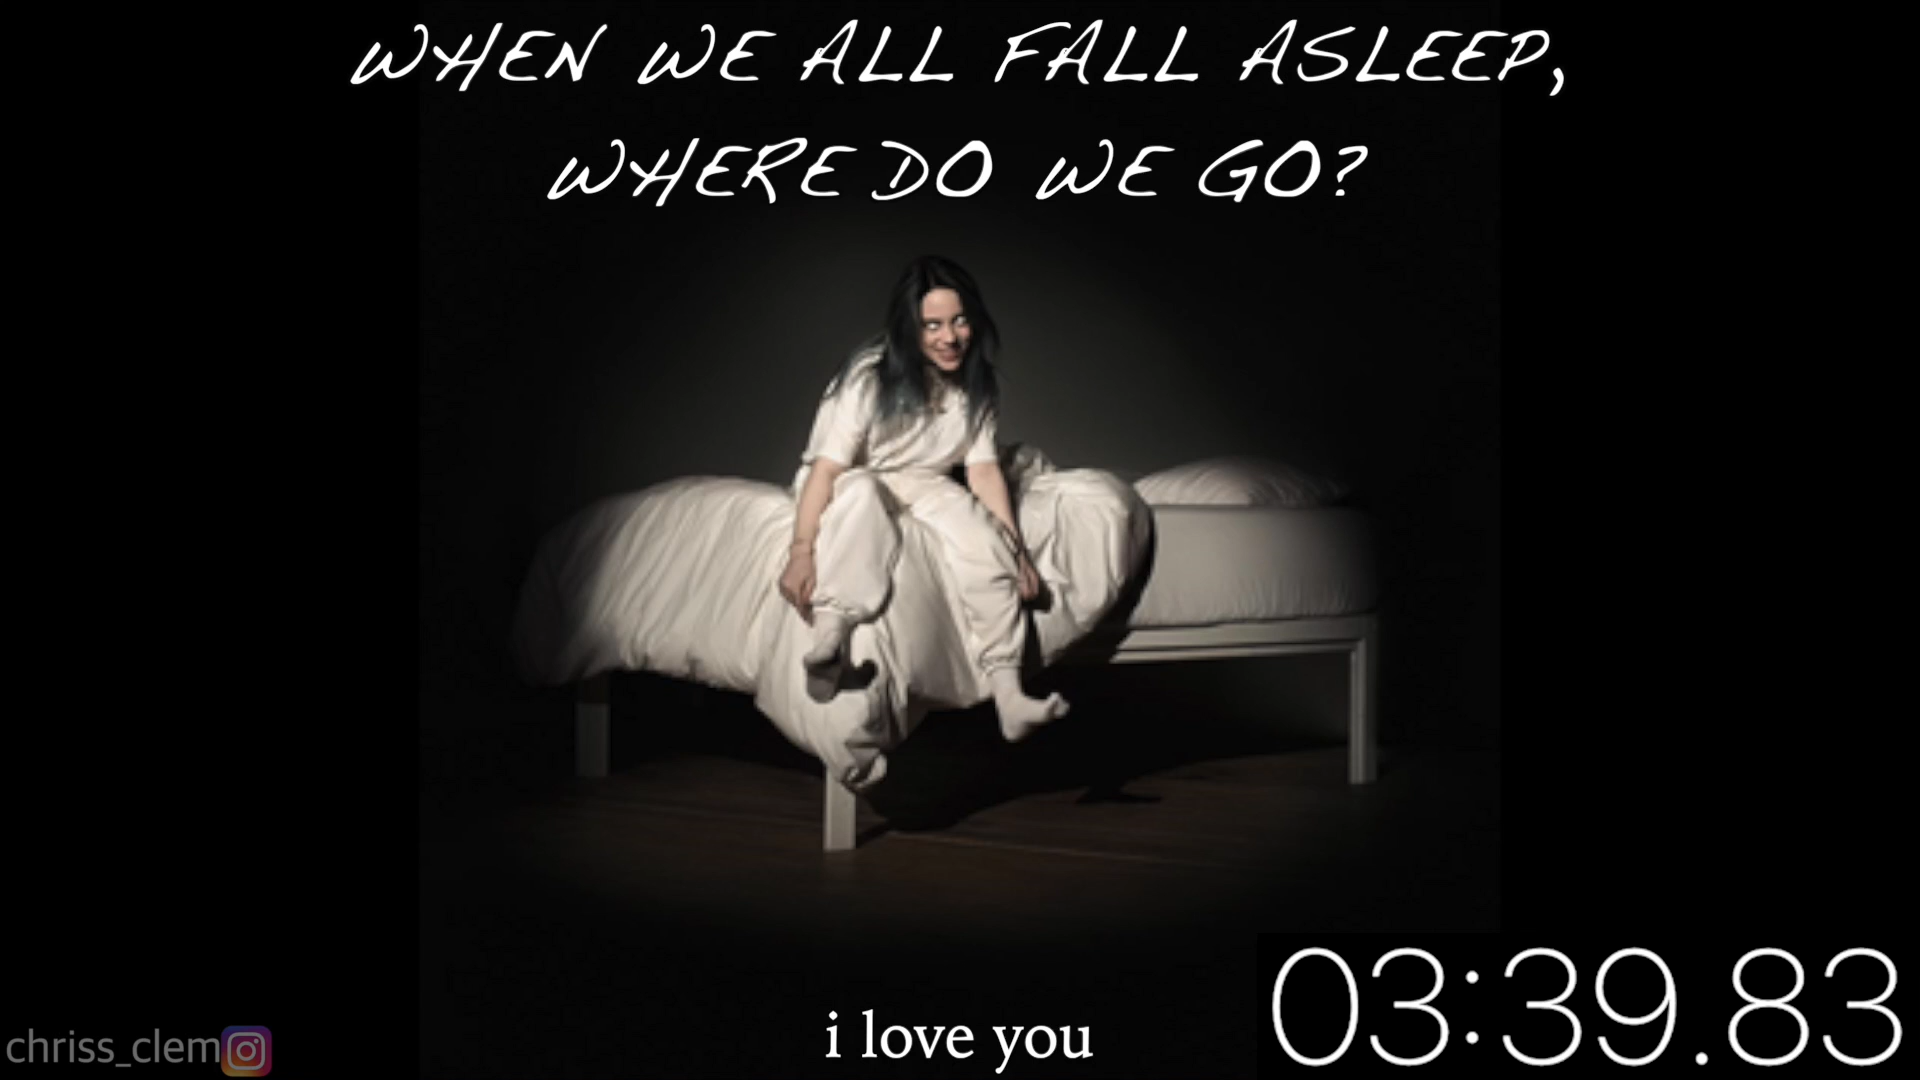 WHEN WE ALL FALL ASLEEP,
WHERE DO WE GO?
i love you
03:39.83
chriss_clem